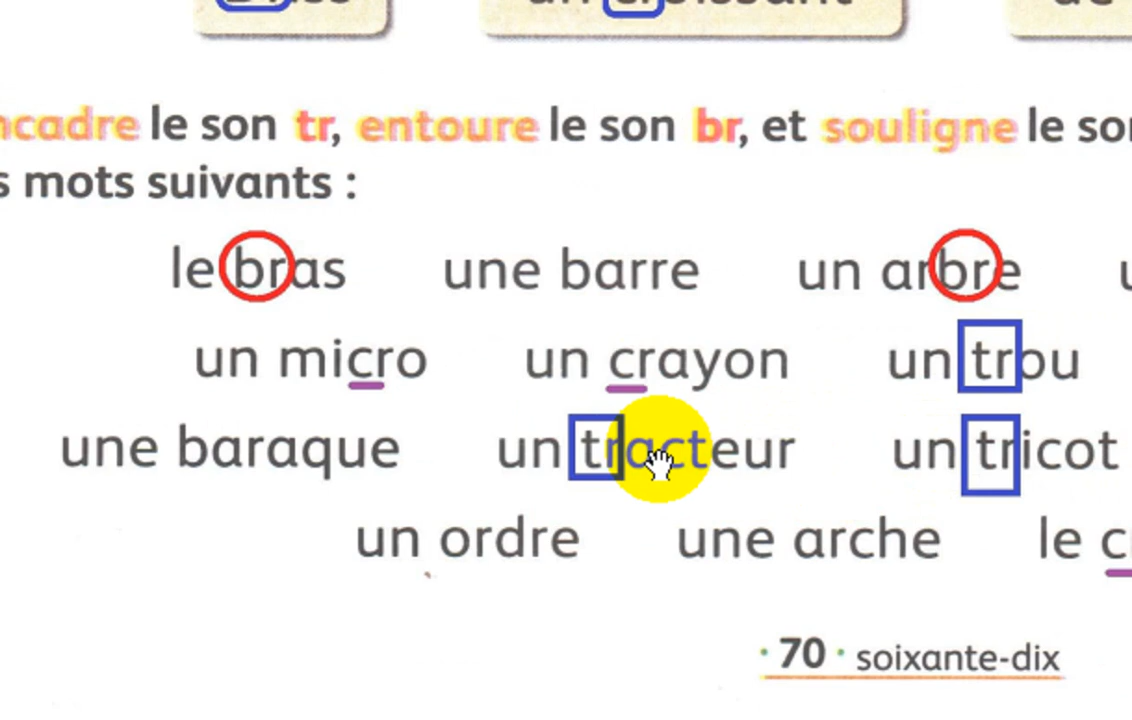 un croissant
ncadre le son tr, entoure le son br, et souligne le so
s mots suivants :
le bras une barre un arbre
un micro un crayon un trou
une baraque un tracteur un tricot
un ordre une arche le c
· 70 · soixante-dix